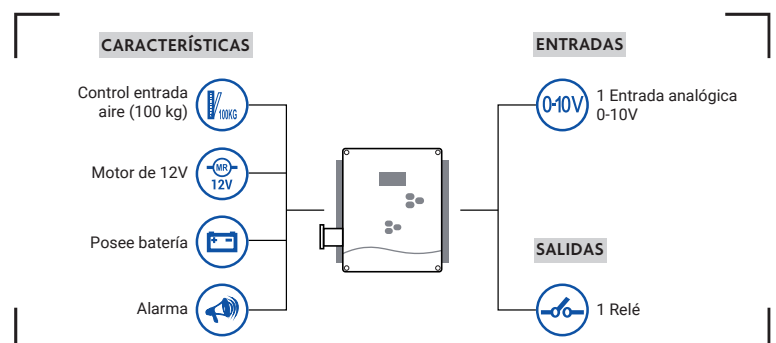 CARACTERÍSTICAS
Control entrada
aire (100 kg)
100KG
Motor de 12V
MR
12V
Posee batería
Alarma
ENTRADAS
0-10V
1 Entrada analógica
0-10V
SALIDAS
1 Relé